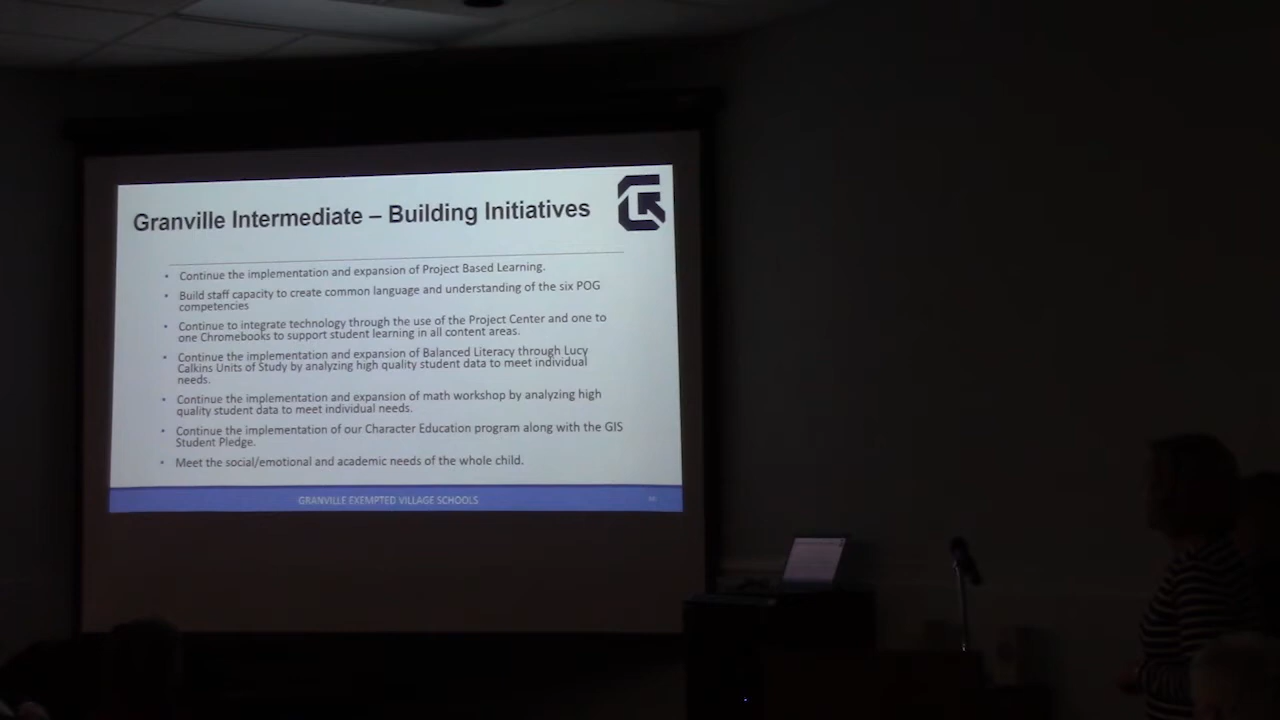 Granville Intermediate – Building Initiatives
• Continue the implementation and expansion of Project Based Learning.
• Build staff capacity to create common language and understanding of the six POG
competencies
• Continue to integrate technology through the use of the Project Center and one to
one Chromebooks to support student learning in all content areas.
• Continue the implementation and expansion of Balanced Literacy through Lucy
Calkins Units of Study by analyzing high quality student data to meet individual
needs.
• Continue the implementation and expansion of math workshop by analyzing high
quality student data to meet individual needs.
• Continue the implementation of our Character Education program along with the GIS
Student Pledge.
• Meet the social/emotional and academic needs of the whole child.
GRANVILLE EXEMPTED VILLAGE SCHOOLS